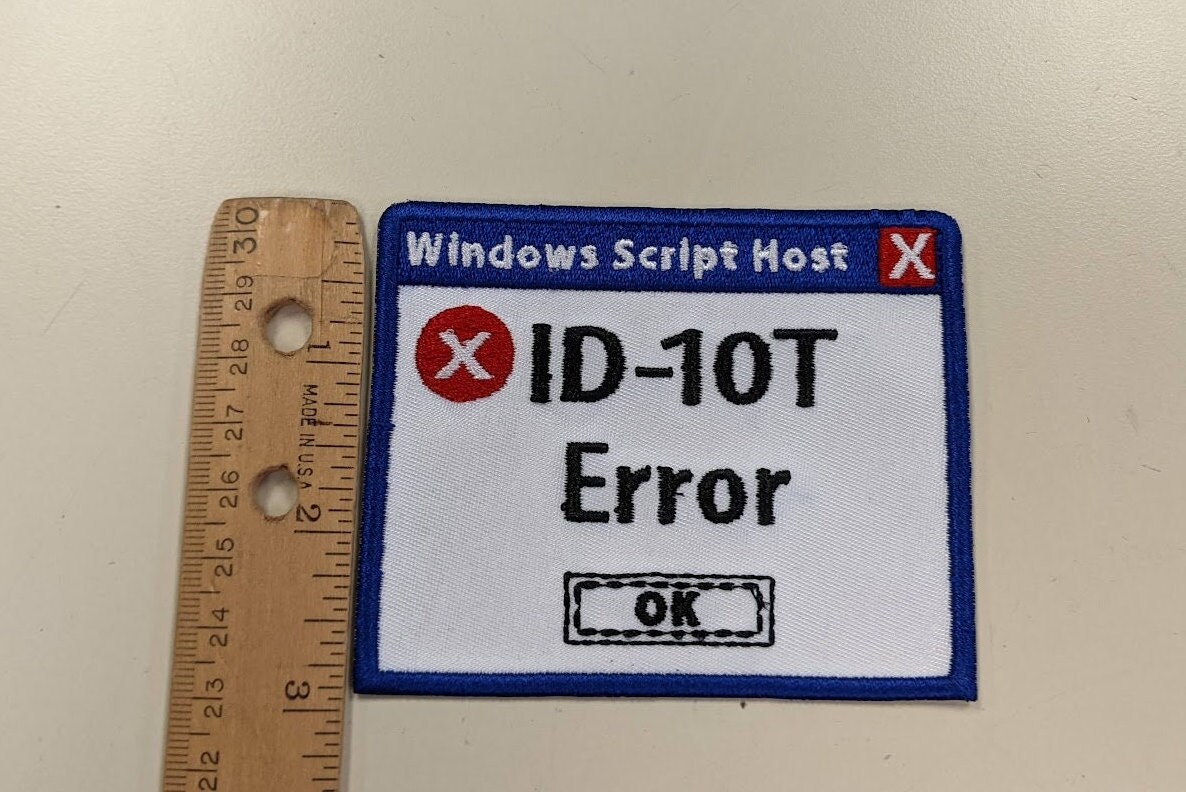 Windows Script Host X
X ID-10T
Error
OK
30
29
28
27
26
25
24
23
22
1
MADE IN U.S.A
2
3